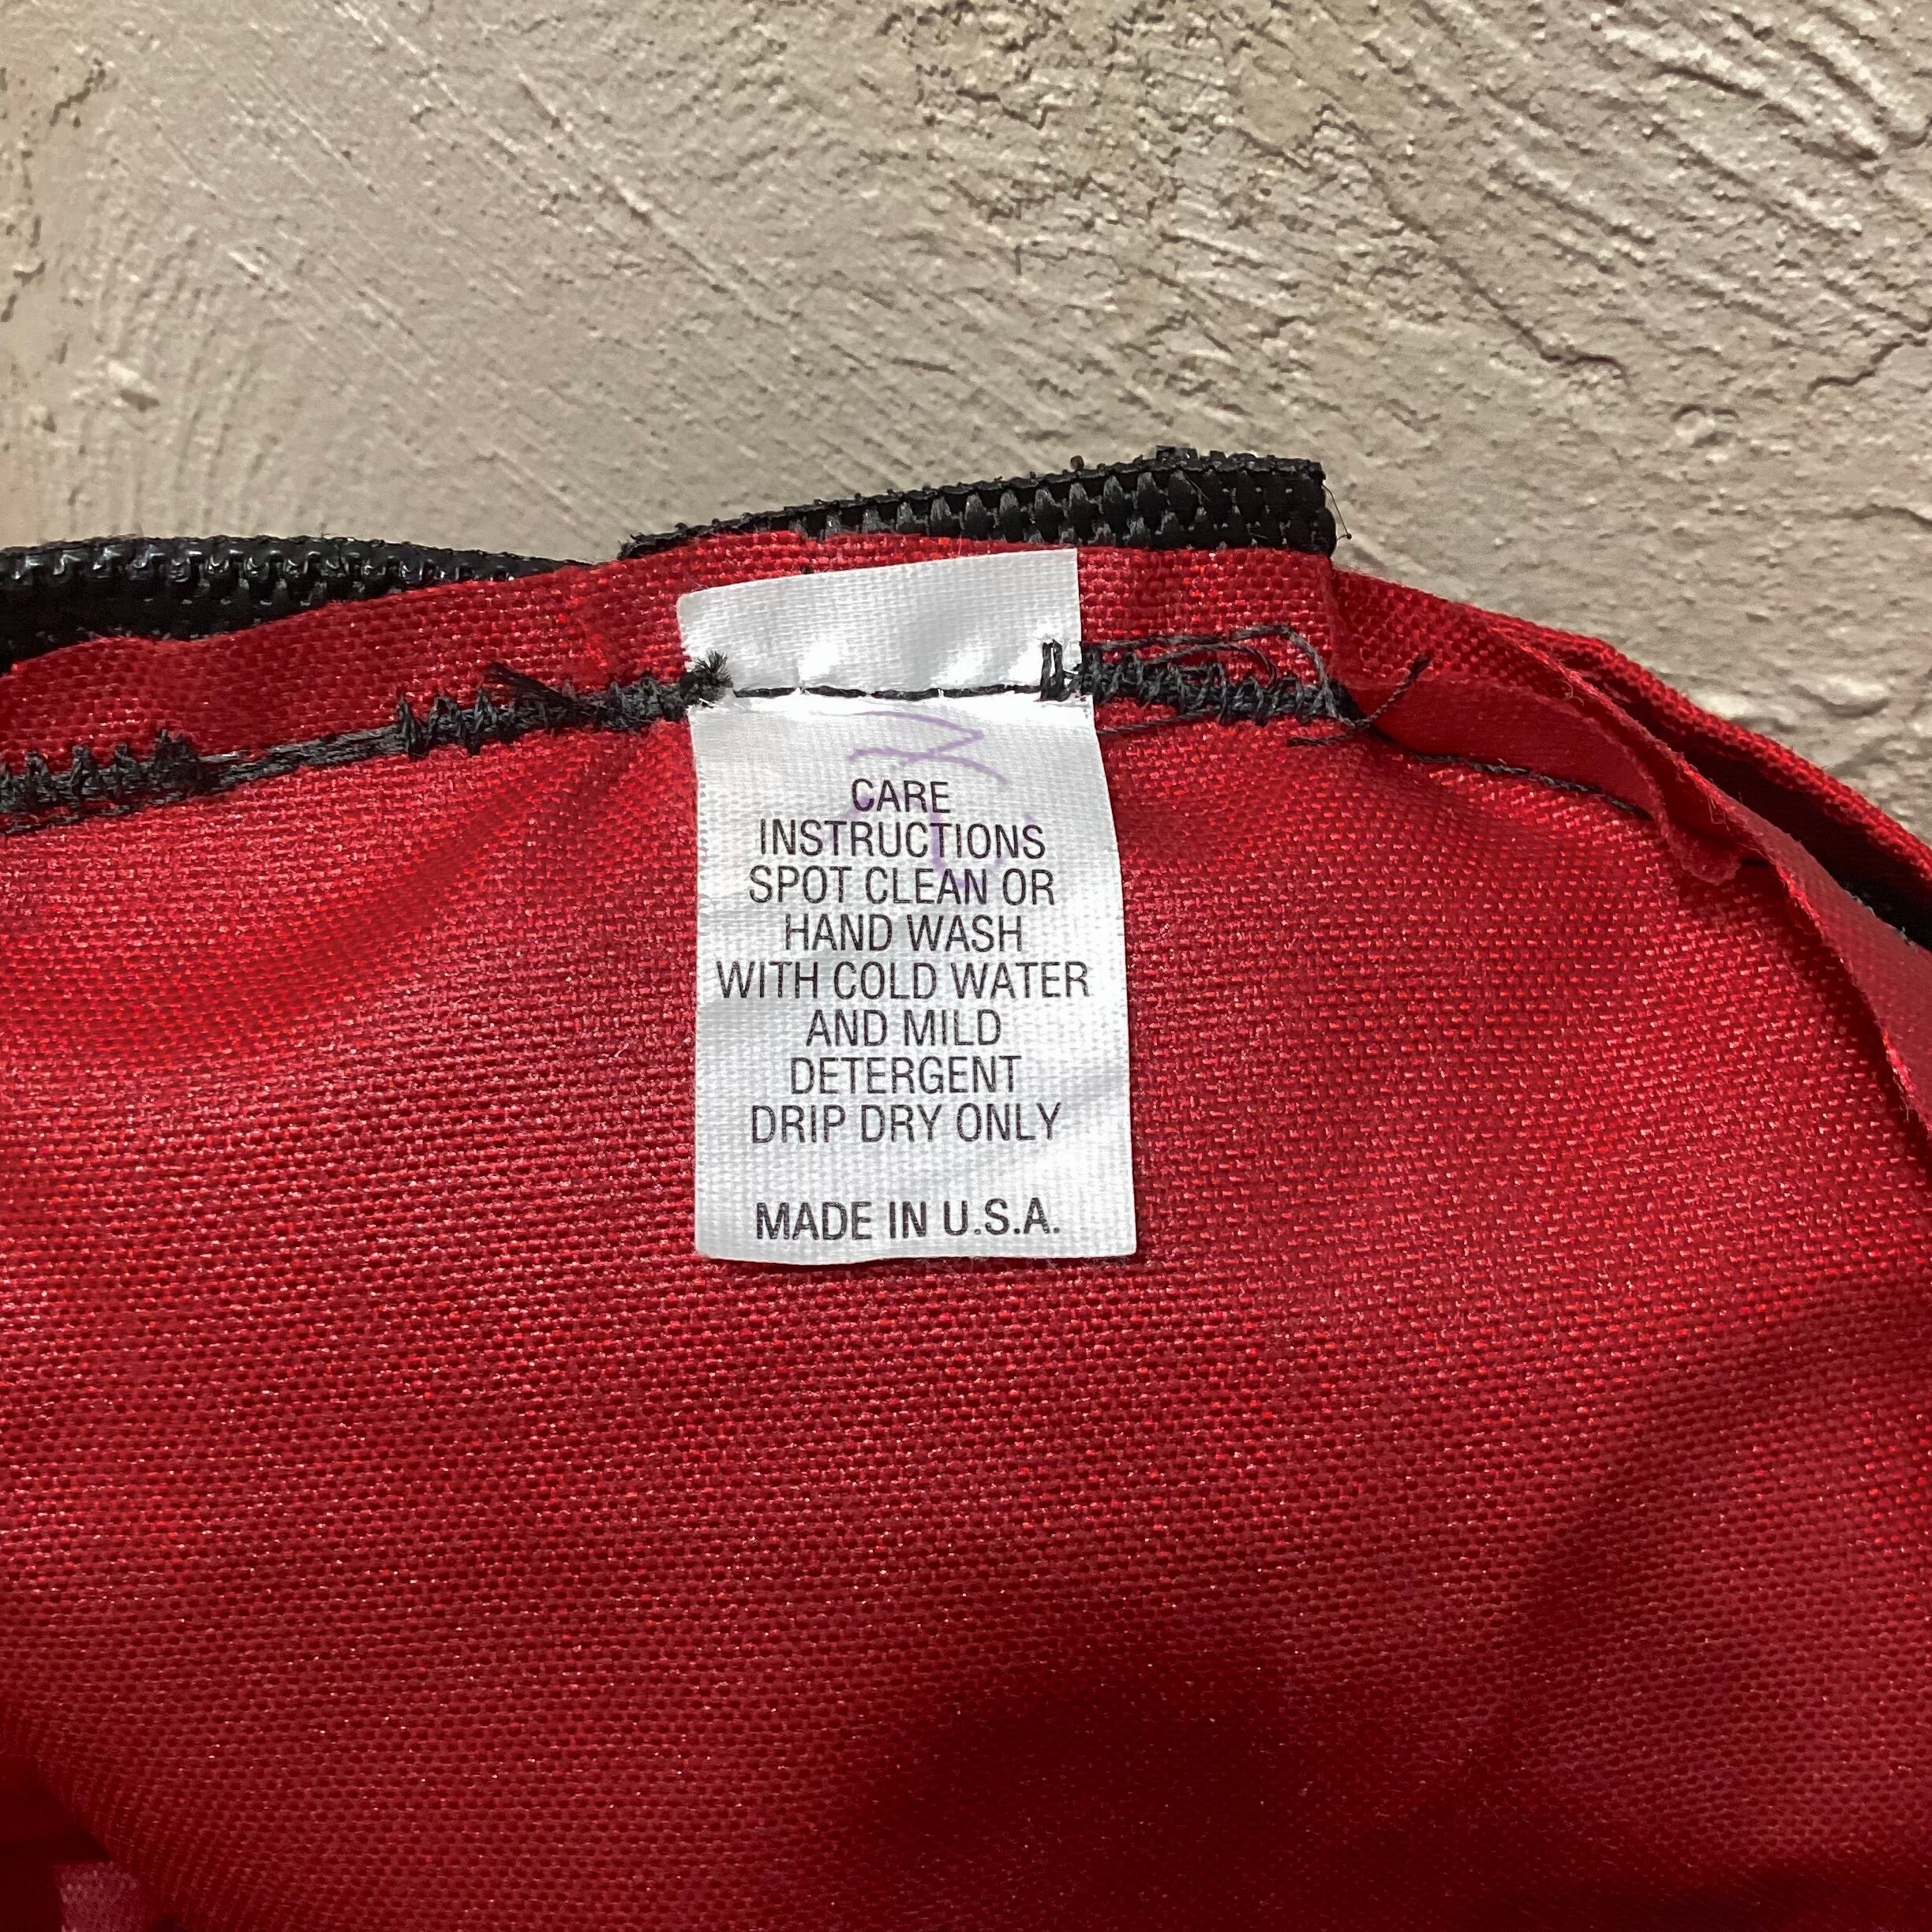 CARE
INSTRUCTIONS
SPOT CLEAN OR
HAND WASH
WITH COLD WATER
AND MILD
DETERGENT
DRIP DRY ONLY
MADE IN U.S.A.